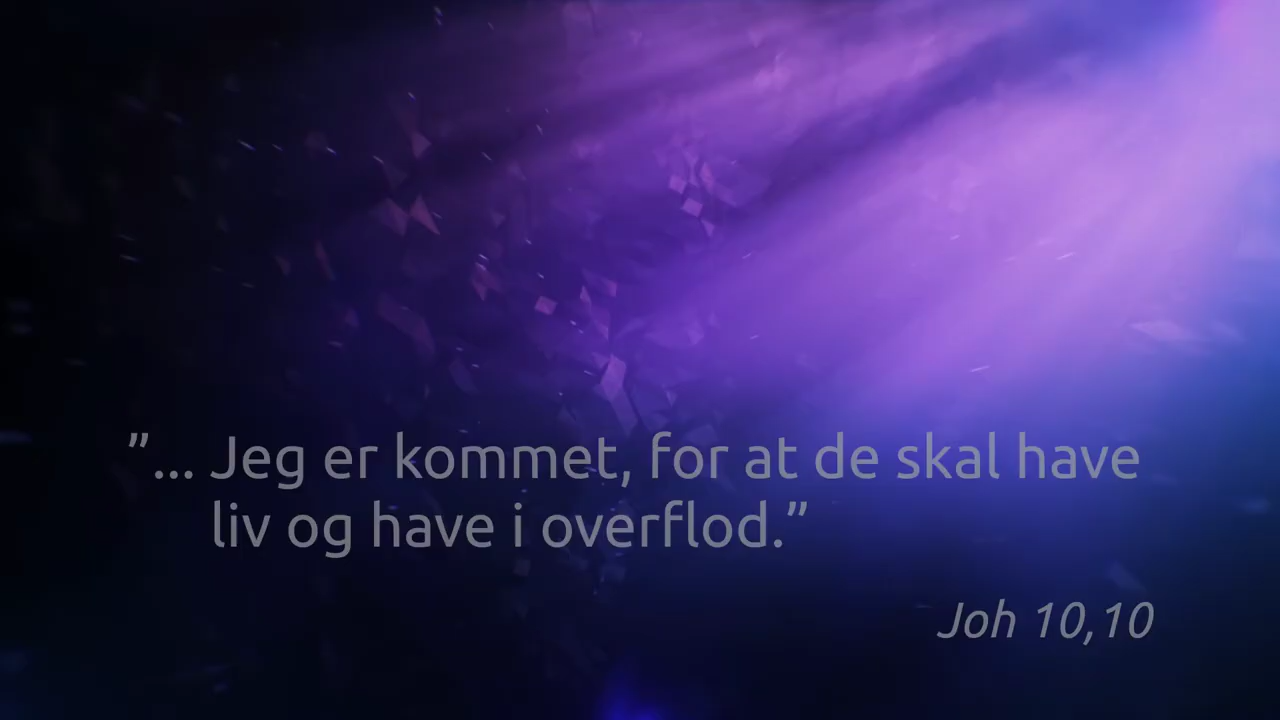 ”... Jeg er kommet, for at de skal have
liv og have i overflod.”
Joh 10,10